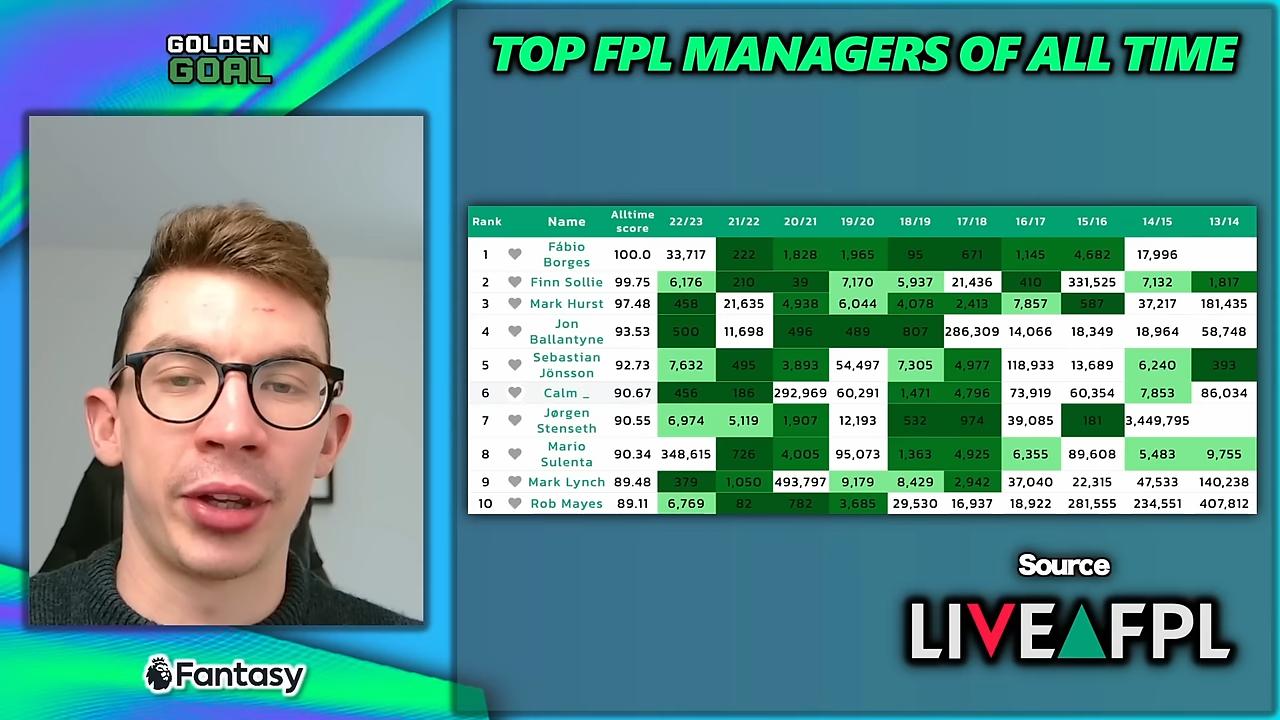 GOLDEN
GOAL
TOP FPL MANAGERS OF ALL TIME
Rank Name Alltime score 22/23 21/22 20/21 19/20 18/19 17/18 16/17 15/16 14/15 13/14
1 Fábio Borges 100.0 33,717 222 1,828 1,965 95 671 1,145 4,682 17,996
2 Finn Sollie 99.75 6,176 210 39 7,170 5,937 21,436 410 331,525 7,132 1,817
3 Mark Hurst 97.48 458 21,635 4,938 6,044 4,078 2,413 7,857 587 37,217 181,435
4 Jon Ballantyne 93.53 500 11,698 496 489 807 286,309 14,066 18,349 18,964 58,748
5 Sebastian Jönsson 92.73 7,632 495 3,893 54,497 7,305 4,977 118,933 13,689 6,240 393
6 Calm _ 90.67 456 186 292,969 60,291 1,471 4,796 73,919 60,354 7,853 86,034
7 Jørgen Stenseth 90.55 6,974 5,119 1,907 12,193 532 974 39,085 181 3,449,795
8 Mario Sulenta 90.34 348,615 726 4,005 95,073 1,363 4,925 6,355 89,608 5,483 9,755
9 Mark Lynch 89.48 379 1,050 493,797 9,179 8,429 2,942 37,040 22,315 47,533 140,238
10 Rob Mayes 89.11 6,769 82 782 3,685 29,530 16,937 18,922 281,555 234,551 407,812
Source
LIVEFPL
Fantasy